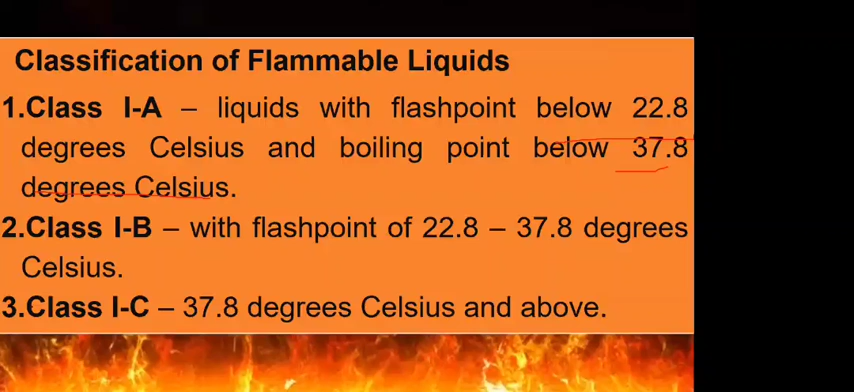 Classification of Flammable Liquids
1.Class I-A – liquids with flashpoint below 22.8
degrees Celsius and boiling point below 37.8
degrees Celsius.
2.Class I-B – with flashpoint of 22.8 – 37.8 degrees
Celsius.
3.Class I-C – 37.8 degrees Celsius and above.